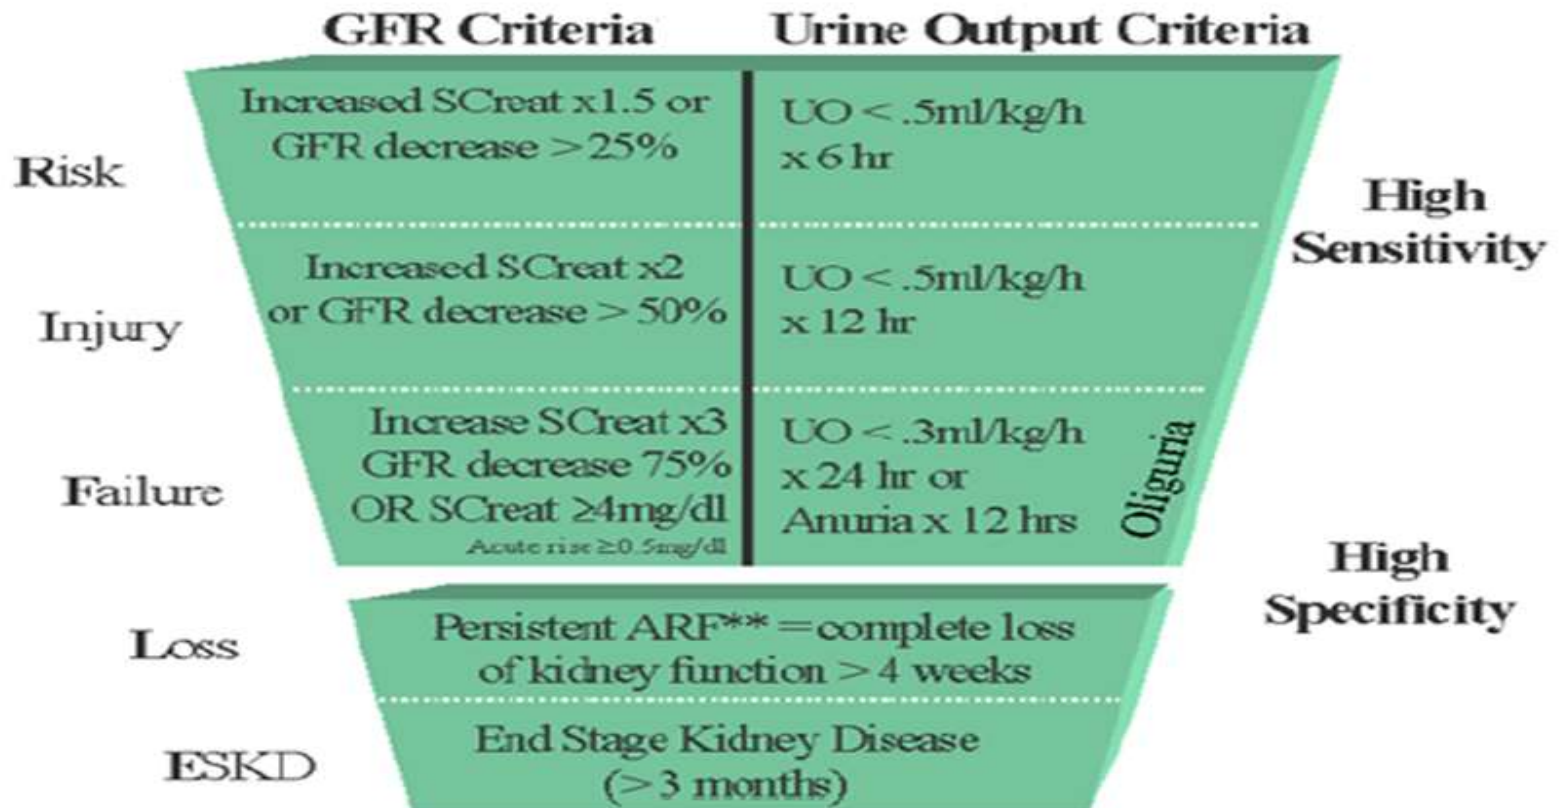 GFR Criteria
Urine Output Criteria
Risk
Increased SCreat x1.5 or
GFR decrease >25%
UO < .5ml/kg/h
x 6 hr
High
Sensitivity
Injury
Increased SCreat x2
or GFR decrease > 50%
UO < .5ml/kg/h
x 12 hr
Failure
Increase SCreat x3
GFR decrease 75%
OR SCreat ≥4mg/dl
Acute rise ≥0.5mg/dl
UO < .3ml/kg/h
x 24 hr or
Anuria x 12 hrs
Oliguria
High
Specificity
Loss
Persistent ARF** = complete loss
of kidney function > 4 weeks
ESKD
End Stage Kidney Disease
(> 3 months)